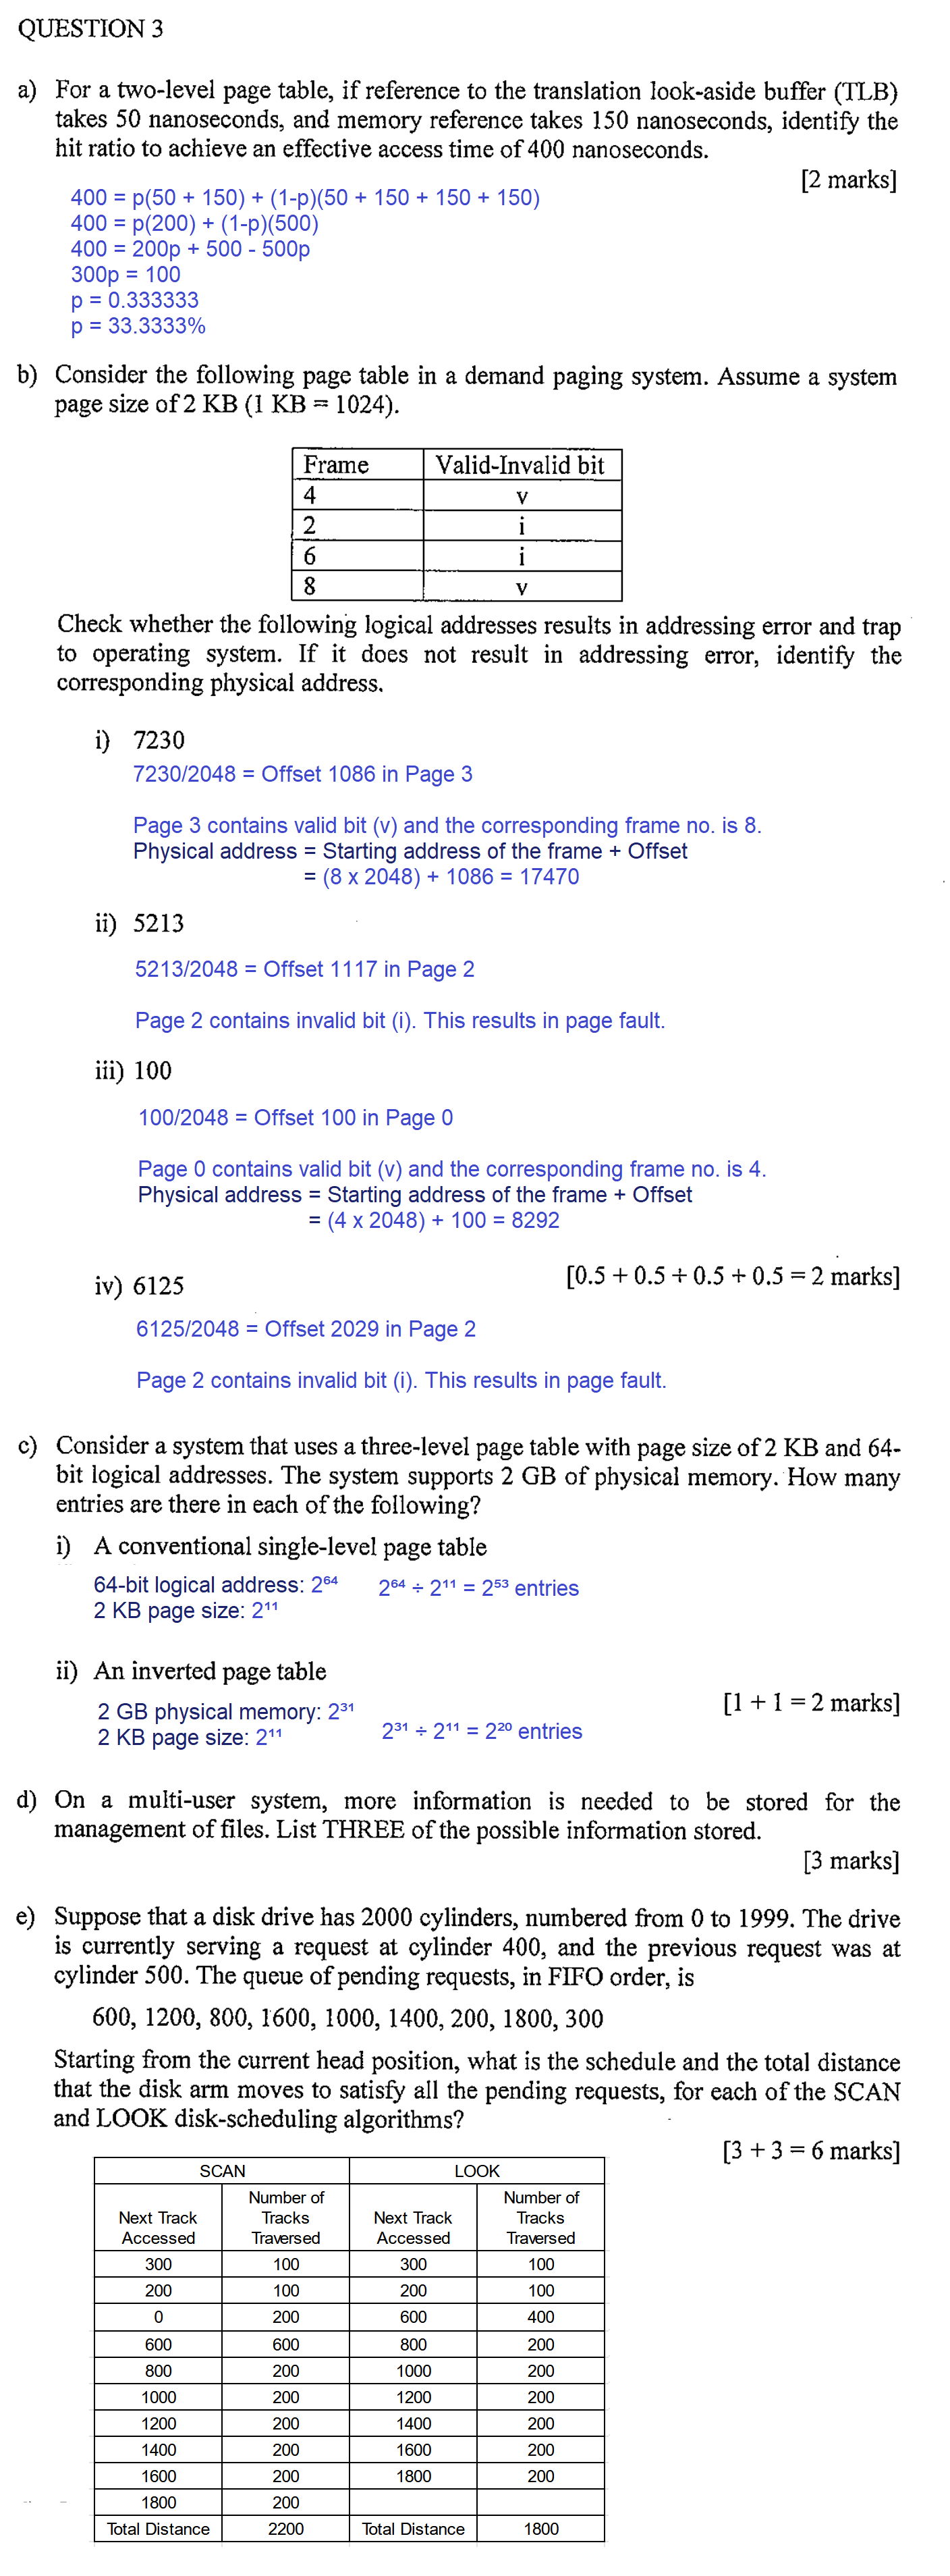 QUESTION 3
a) For a two-level page table, if reference to the translation look-aside buffer (TLB)
takes 50 nanoseconds, and memory reference takes 150 nanoseconds, identify the
hit ratio to achieve an effective access time of 400 nanoseconds.
[2 marks]
400 = p(50 + 150) + (1-p)(50 + 150 + 150 + 150)
400 = p(200) + (1-p)(500)
400 = 200p + 500 - 500p
300p = 100
p = 0.333333
p = 33.3333%
b) Consider the following page table in a demand paging system. Assume a system
page size of 2 KB (1 KB = 1024).
Frame Valid-Invalid bit
4 v
2 i
6 i
8 v
Check whether the following logical addresses results in addressing error and trap
to operating system. If it does not result in addressing error, identify the
corresponding physical address.
i) 7230
7230/2048 = Offset 1086 in Page 3
Page 3 contains valid bit (v) and the corresponding frame no. is 8.
Physical address = Starting address of the frame + Offset
= (8 x 2048) + 1086 = 17470
ii) 5213
5213/2048 = Offset 1117 in Page 2
Page 2 contains invalid bit (i). This results in page fault.
iii) 100
100/2048 = Offset 100 in Page 0
Page 0 contains valid bit (v) and the corresponding frame no. is 4.
Physical address = Starting address of the frame + Offset
= (4 x 2048) + 100 = 8292
[0.5 + 0.5 + 0.5 + 0.5 = 2 marks]
iv) 6125
6125/2048 = Offset 2029 in Page 2
Page 2 contains invalid bit (i). This results in page fault.
c) Consider a system that uses a three-level page table with page size of 2 KB and 64-
bit logical addresses. The system supports 2 GB of physical memory. How many
entries are there in each of the following?
i) A conventional single-level page table
64-bit logical address: 2⁶⁴ 2⁶⁴ ÷ 2¹¹ = 2⁵³ entries
2 KB page size: 2¹¹
ii) An inverted page table
[1 + 1 = 2 marks]
2 GB physical memory: 2³¹
2 KB page size: 2¹¹ 2³¹ ÷ 2¹¹ = 2²⁰ entries
d) On a multi-user system, more information is needed to be stored for the
management of files. List THREE of the possible information stored.
[3 marks]
e) Suppose that a disk drive has 2000 cylinders, numbered from 0 to 1999. The drive
is currently serving a request at cylinder 400, and the previous request was at
cylinder 500. The queue of pending requests, in FIFO order, is
600, 1200, 800, 1600, 1000, 1400, 200, 1800, 300
Starting from the current head position, what is the schedule and the total distance
that the disk arm moves to satisfy all the pending requests, for each of the SCAN
and LOOK disk-scheduling algorithms?
[3 + 3 = 6 marks]
SCAN LOOK
Next Track Accessed Number of Tracks Traversed Next Track Accessed Number of Tracks Traversed
300 100 300 100
200 100 200 100
0 200 600 400
600 600 800 200
800 200 1000 200
1000 200 1200 200
1200 200 1400 200
1400 200 1600 200
1600 200 1800 200
1800 200
Total Distance 2200 Total Distance 1800